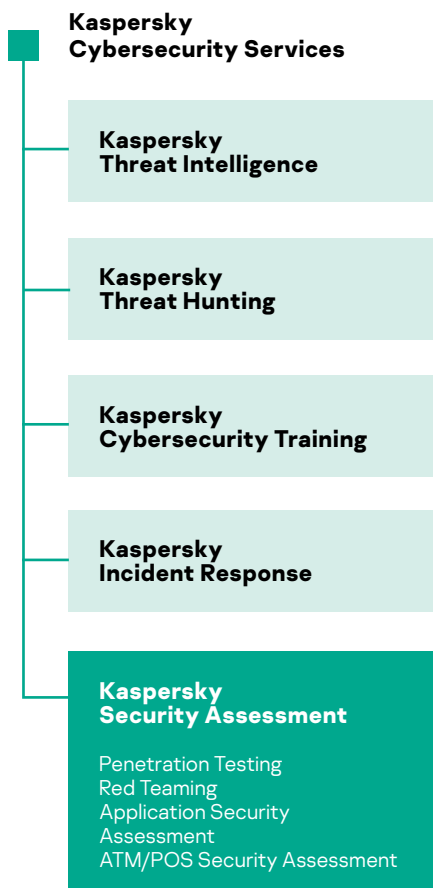 Kaspersky
Cybersecurity Services
Kaspersky
Threat Intelligence
Kaspersky
Threat Hunting
Kaspersky
Cybersecurity Training
Kaspersky
Incident Response
Kaspersky
Security Assessment
Penetration Testing
Red Teaming
Application Security
Assessment
ATM/POS Security Assessment